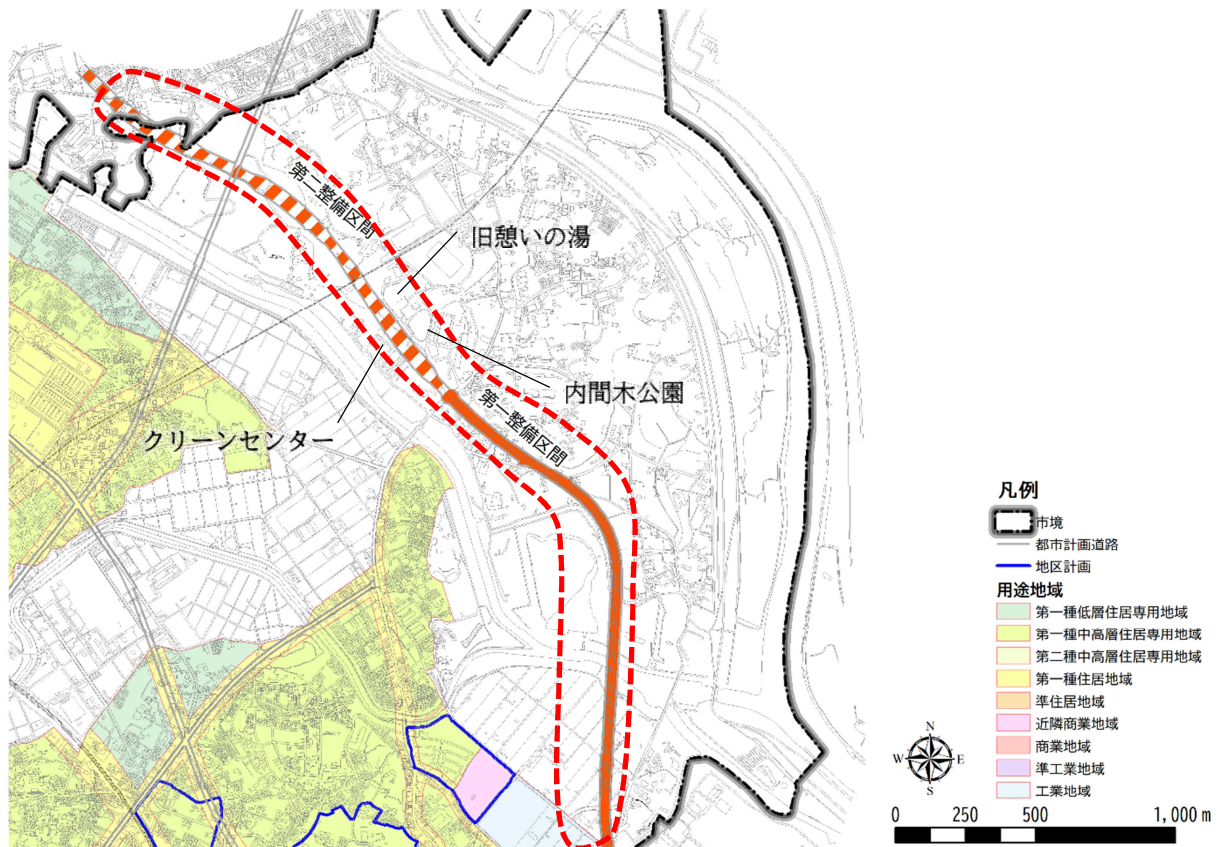 第二整備区間
旧憩いの湯
内間木公園
第一整備区間
クリーンセンター
凡例
市境
都市計画道路
地区計画
用途地域
第一種低層住居専用地域
第一種中高層住居専用地域
第二種中高層住居専用地域
第一種住居地域
準住居地域
近隣商業地域
商業地域
準工業地域
工業地域
N
W E
S
0 250 500 1,000 m